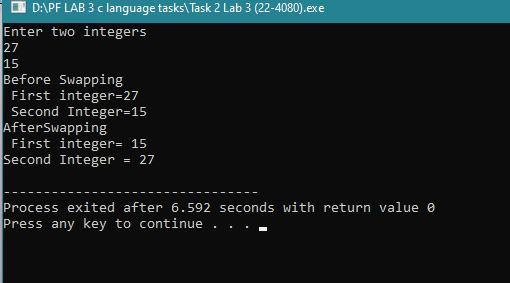 D:\PF LAB 3 c language tasks\Task 2 Lab 3 (22-4080).exe
Enter two integers
27
15
Before Swapping
 First integer=27
 Second Integer=15
AfterSwapping
 First integer= 15
Second Integer = 27
--------------------------------
Process exited after 6.592 seconds with return value 0
Press any key to continue . . .